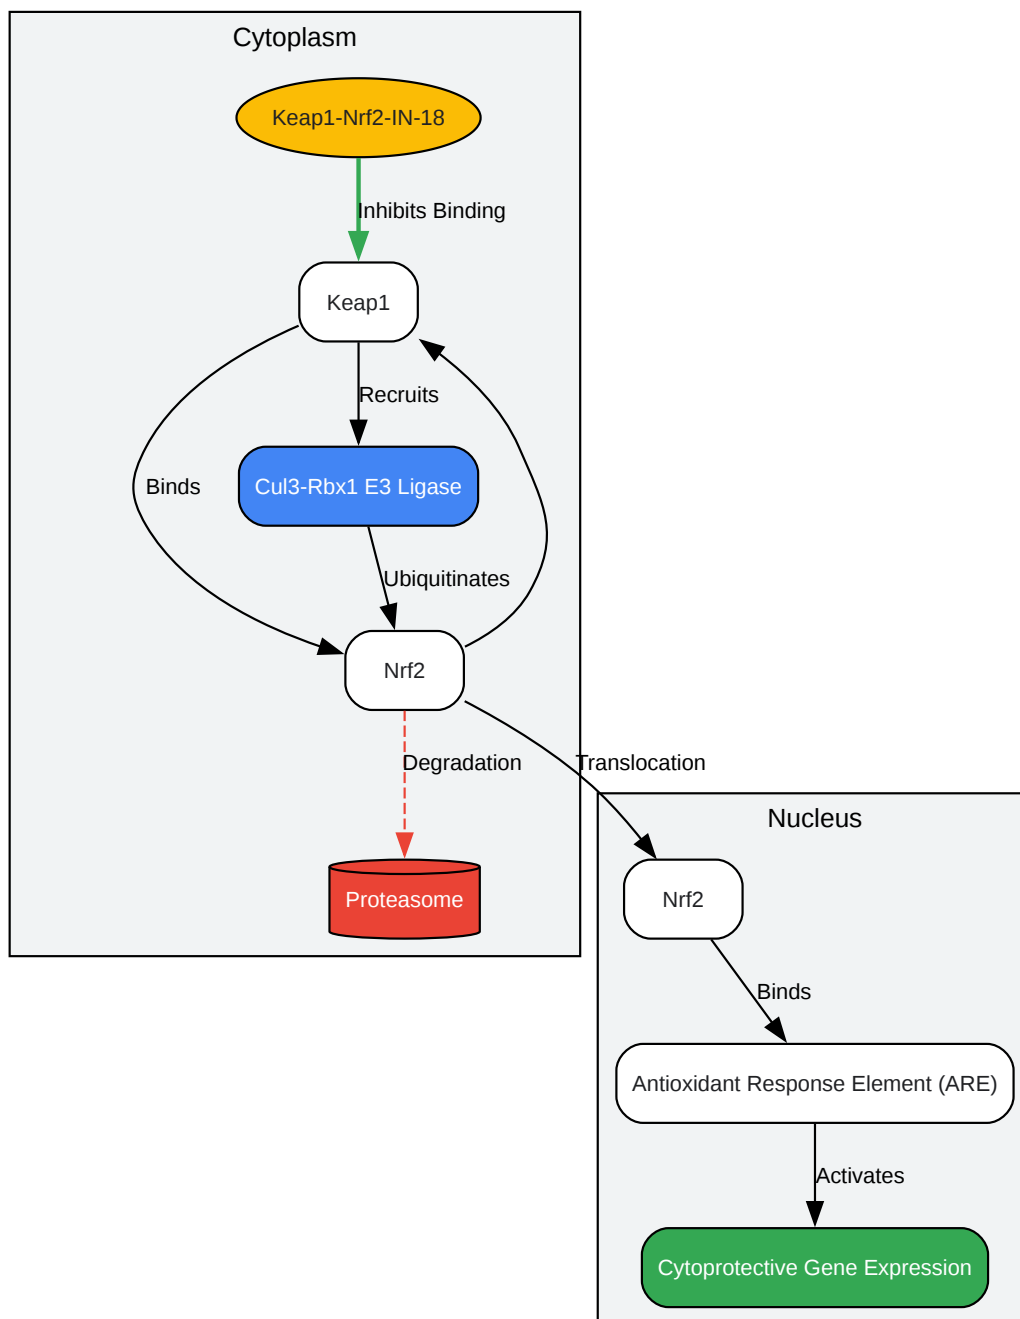 Cytoplasm
Keap1-Nrf2-IN-18
Inhibits Binding
Keap1
Recruits
Binds
Cul3-Rbx1 E3 Ligase
Ubiquitinates
Nrf2
Degradation
Translocation
Proteasome
Nucleus
Nrf2
Binds
Antioxidant Response Element (ARE)
Activates
Cytoprotective Gene Expression